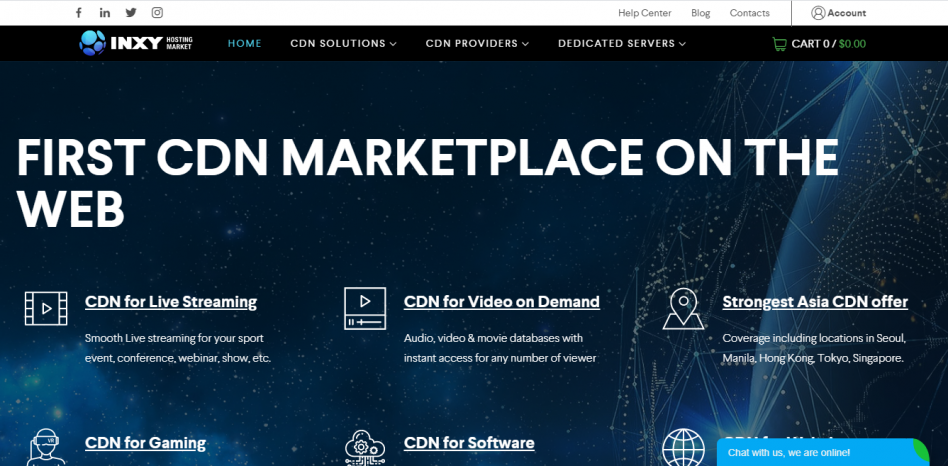 Help Center Blog Contacts Account
INXY HOSTING MARKET HOME CDN SOLUTIONS CDN PROVIDERS DEDICATED SERVERS CART 0 / $0.00
FIRST CDN MARKETPLACE ON THE
WEB
CDN for Live Streaming
Smooth Live streaming for your sport
event, conference, webinar, show, etc.
CDN for Video on Demand
Audio, video & movie databases with
instant access for any number of viewer
Strongest Asia CDN offer
Coverage including locations in Seoul,
Manila, Hong Kong, Tokyo, Singapore.
VR
CDN for Gaming
CDN for Software
Chat with us, we are online!